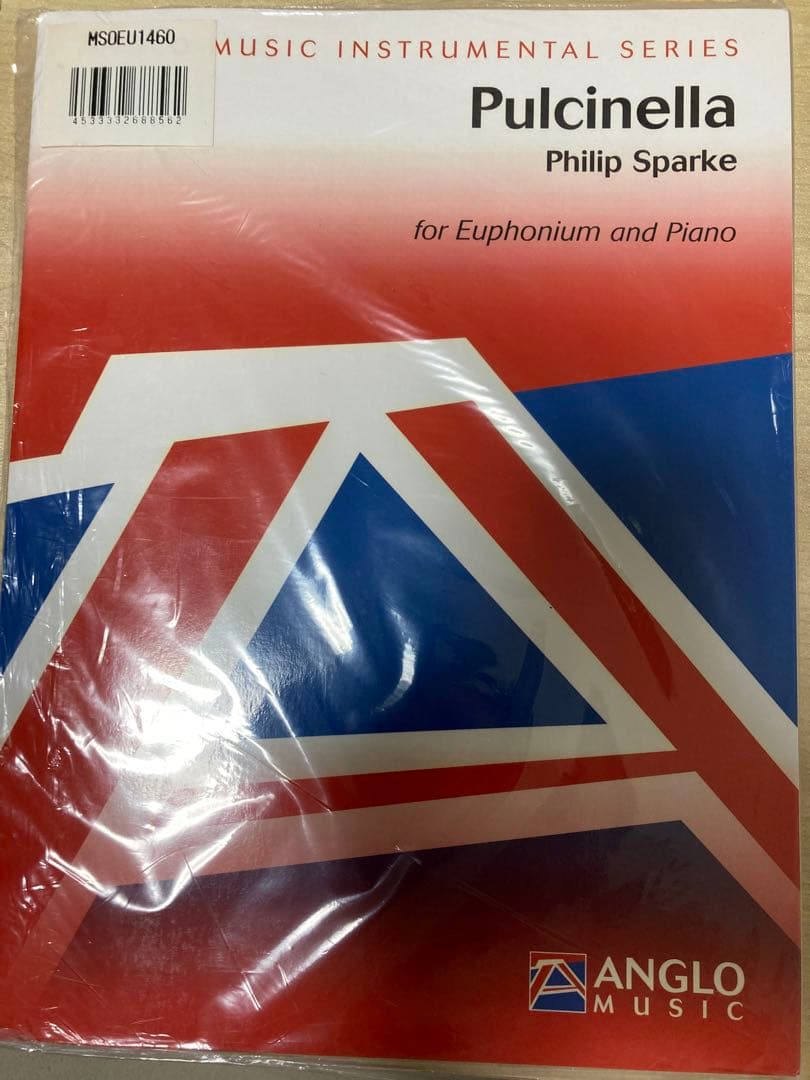 MSOEU1460
4533332688562
MUSIC INSTRUMENTAL SERIES
Pulcinella
Philip Sparke
for Euphonium and Piano
ANGLO
MUSIC